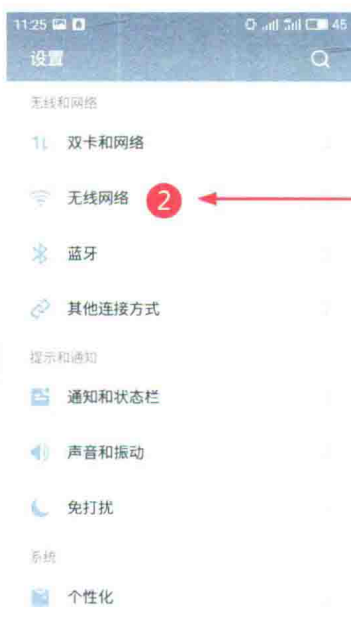 11:25 45
设置
无线和网络
双卡和网络
无线网络 2
蓝牙
其他连接方式
提示和通知
通知和状态栏
声音和振动
免打扰
系统
个性化